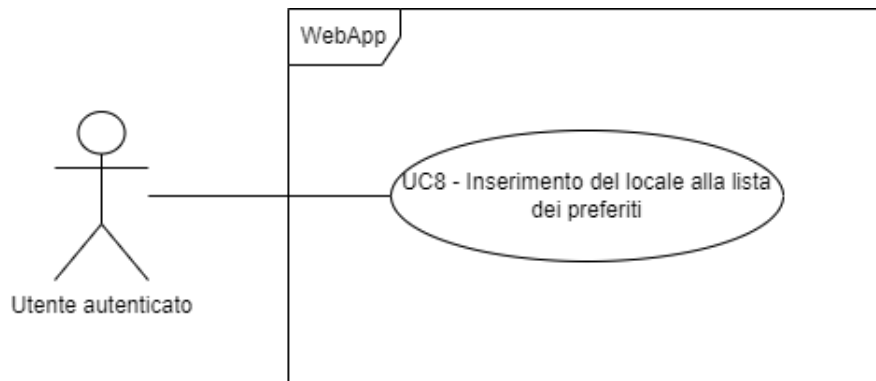 WebApp
UC8 - Inserimento del locale alla lista
dei preferiti
Utente autenticato